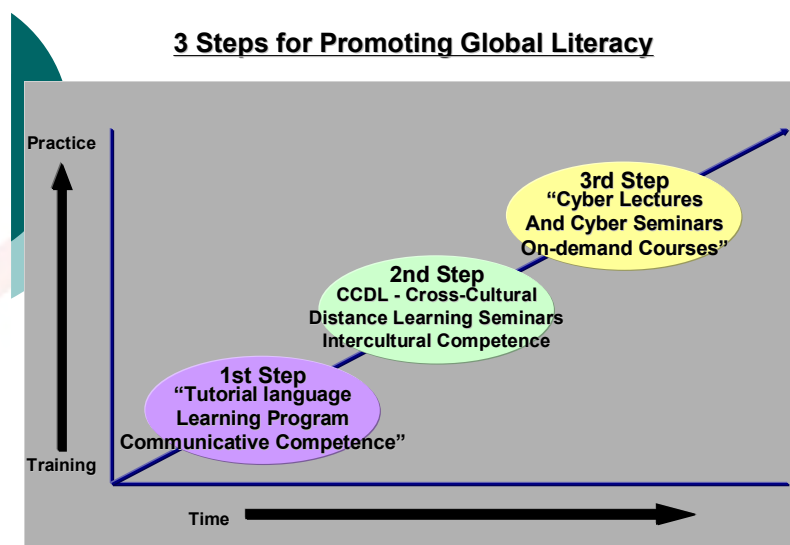 3 Steps for Promoting Global Literacy
Practice
3rd Step
“Cyber Lectures
And Cyber Seminars
On-demand Courses”
2nd Step
CCDL - Cross-Cultural
Distance Learning Seminars
Intercultural Competence
1st Step
“Tutorial language
Learning Program
Communicative Competence”
Training
Time